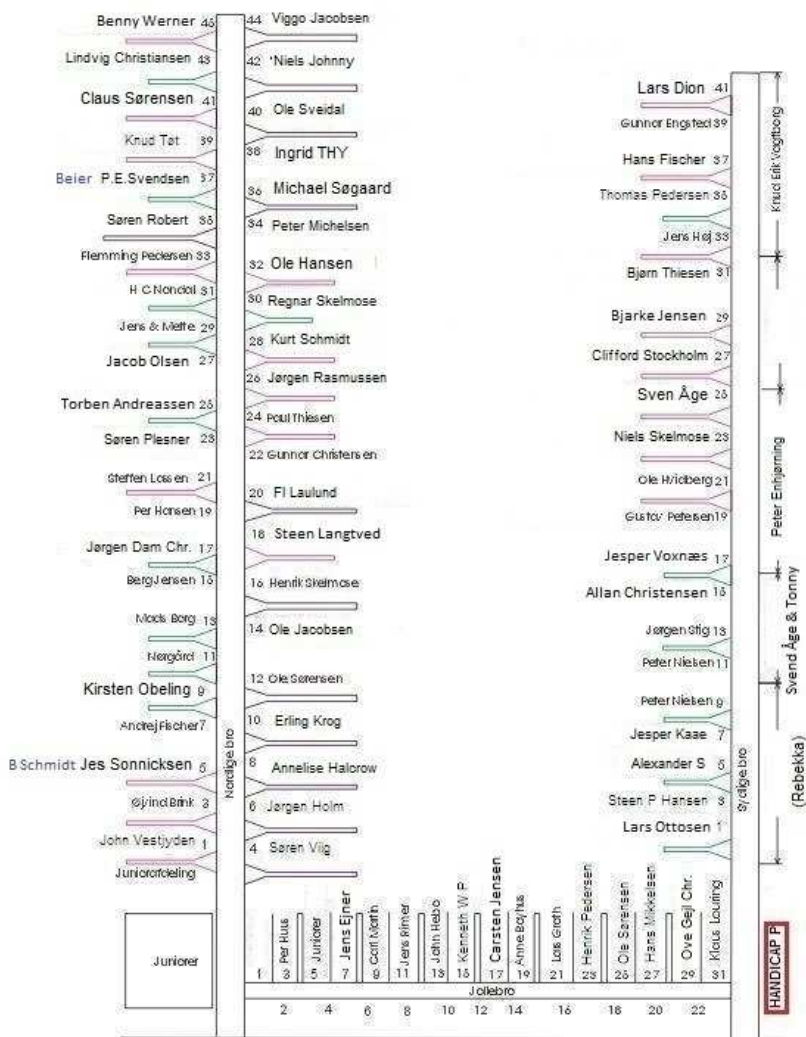 Benny Werner 45
Lindvig Christiansen 43
Claus Sørensen 41
Knud Tøt 39
Beier P.E.Svendsen 37
Søren Robert 35
Flemming Pedersen 33
H C Nandal 31
Jens & Mette 29
Jacob Olsen 27
Torben Andreassen 25
Søren Plesner 23
Steffen Lassen 21
Per Hansen 19
Jørgen Dam Chr. 17
Berg Jensen 15
Mads Borg 13
Nørgård 11
Kirsten Obeling 9
Andrej Fischer 7
B Schmidt Jes Sonnicksen 5
Øjvind Brink 3
John Vestjyden 1
Juniorafdeling
Nordlige bro
44 Viggo Jacobsen
42 'Niels Johnny
40 Ole Sveidal
38 Ingrid THY
36 Michael Søgaard
34 Peter Michelsen
32 Ole Hansen
30 Regnar Skelmose
28 Kurt Schmidt
26 Jørgen Rasmussen
24 Paul Thiesen
22 Gunnar Christersen
20 Fl Laulund
18 Steen Langtved
16 Henrik Skelmose
14 Ole Jacobsen
12 Ole Sørensen
10 Erling Krog
8 Annelise Halcrow
6 Jørgen Holm
4 Søren Viig
Lars Dion 41
Gunnar Engsted 39
Hans Fischer 37
Thomas Pedersen 35
Jens Høj 33
Bjørn Thiesen 31
Bjarke Jensen 29
Clifford Stockholm 27
Sven Åge 25
Niels Skelmose 23
Ole Hvidberg 21
Gustav Petersen 19
Jesper Voxnæs 17
Allan Christensen 15
Jørgen Stig 13
Peter Nielsen 11
Peter Nielsen 9
Jesper Kaae 7
Alexander S 5
Steen P Hansen 3
Lars Ottosen 1
Sydlige bro
Knud Erik Voigtborg
Peter Enhjørning
Svend Åge & Tonny
(Rebekka)
Juniorer
1
Per Huus 3
Juniorer 5
Jens Ejner 7
Carl Martin 9
Jens Rimer 11
John Hebo 13
Kenneth W P 15
Carsten Jensen 17
Anne Boyhus 19
Lars Groth 21
Henrik Pedersen 23
Ole Sørensen 25
Hans Mikkelsen 27
Ove Gejl Chr. 29
Klaus Louring 31
Jollebro
2 4 6 8 10 12 14 16 18 20 22
HANDICAP P